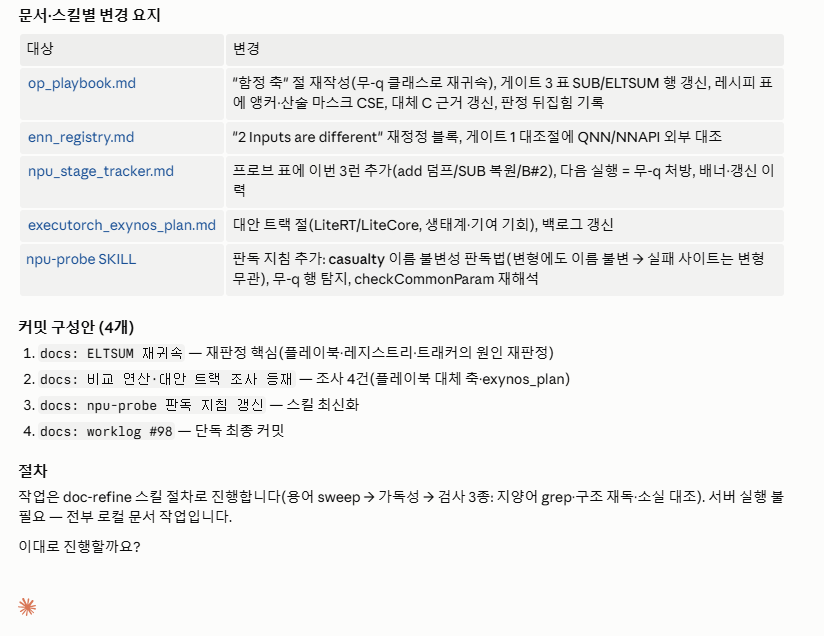 문서·스킬별 변경 요지
대상 변경
op_playbook.md "함정 축" 절 재작성(무-q 클래스로 재귀속), 게이트 3 표 SUB/ELTSUM 행 갱신, 레시피 표
에 앵커·산술 마스크 CSE, 대체 C 근거 갱신, 판정 뒤집힘 기록
enn_registry.md "2 Inputs are different" 재정정 블록, 게이트 1 대조절에 QNN/NNAPI 외부 대조
npu_stage_tracker.md 프로브 표에 이번 3런 추가(add 덤프/SUB 복원/B#2), 다음 실행 = 무-q 처방, 배너·갱신 이
력
executorch_exynos_plan.md 대안 트랙 절(LiteRT/LiteCore, 생태계·기여 기회), 백로그 갱신
npu-probe SKILL 판독 지침 추가: casualty 이름 불변성 판독법(변형에도 이름 불변 → 실패 사이트는 변형
무관), 무-q 행 탐지, checkCommonParam 재해석
커밋 구성안 (4개)
1. docs: ELTSUM 재귀속 — 재판정 핵심(플레이북·레지스트리·트래커의 원인 재판정)
2. docs: 비교 연산·대안 트랙 조사 등재 — 조사 4건(플레이북 대체 축·exynos_plan)
3. docs: npu-probe 판독 지침 갱신 — 스킬 최신화
4. docs: worklog #98 — 단독 최종 커밋
절차
작업은 doc-refine 스킬 절차로 진행합니다(용어 sweep → 가독성 → 검사 3종: 지양어 grep·구조 재독·소실 대조). 서버 실행 불
필요 — 전부 로컬 문서 작업입니다.
이대로 진행할까요?